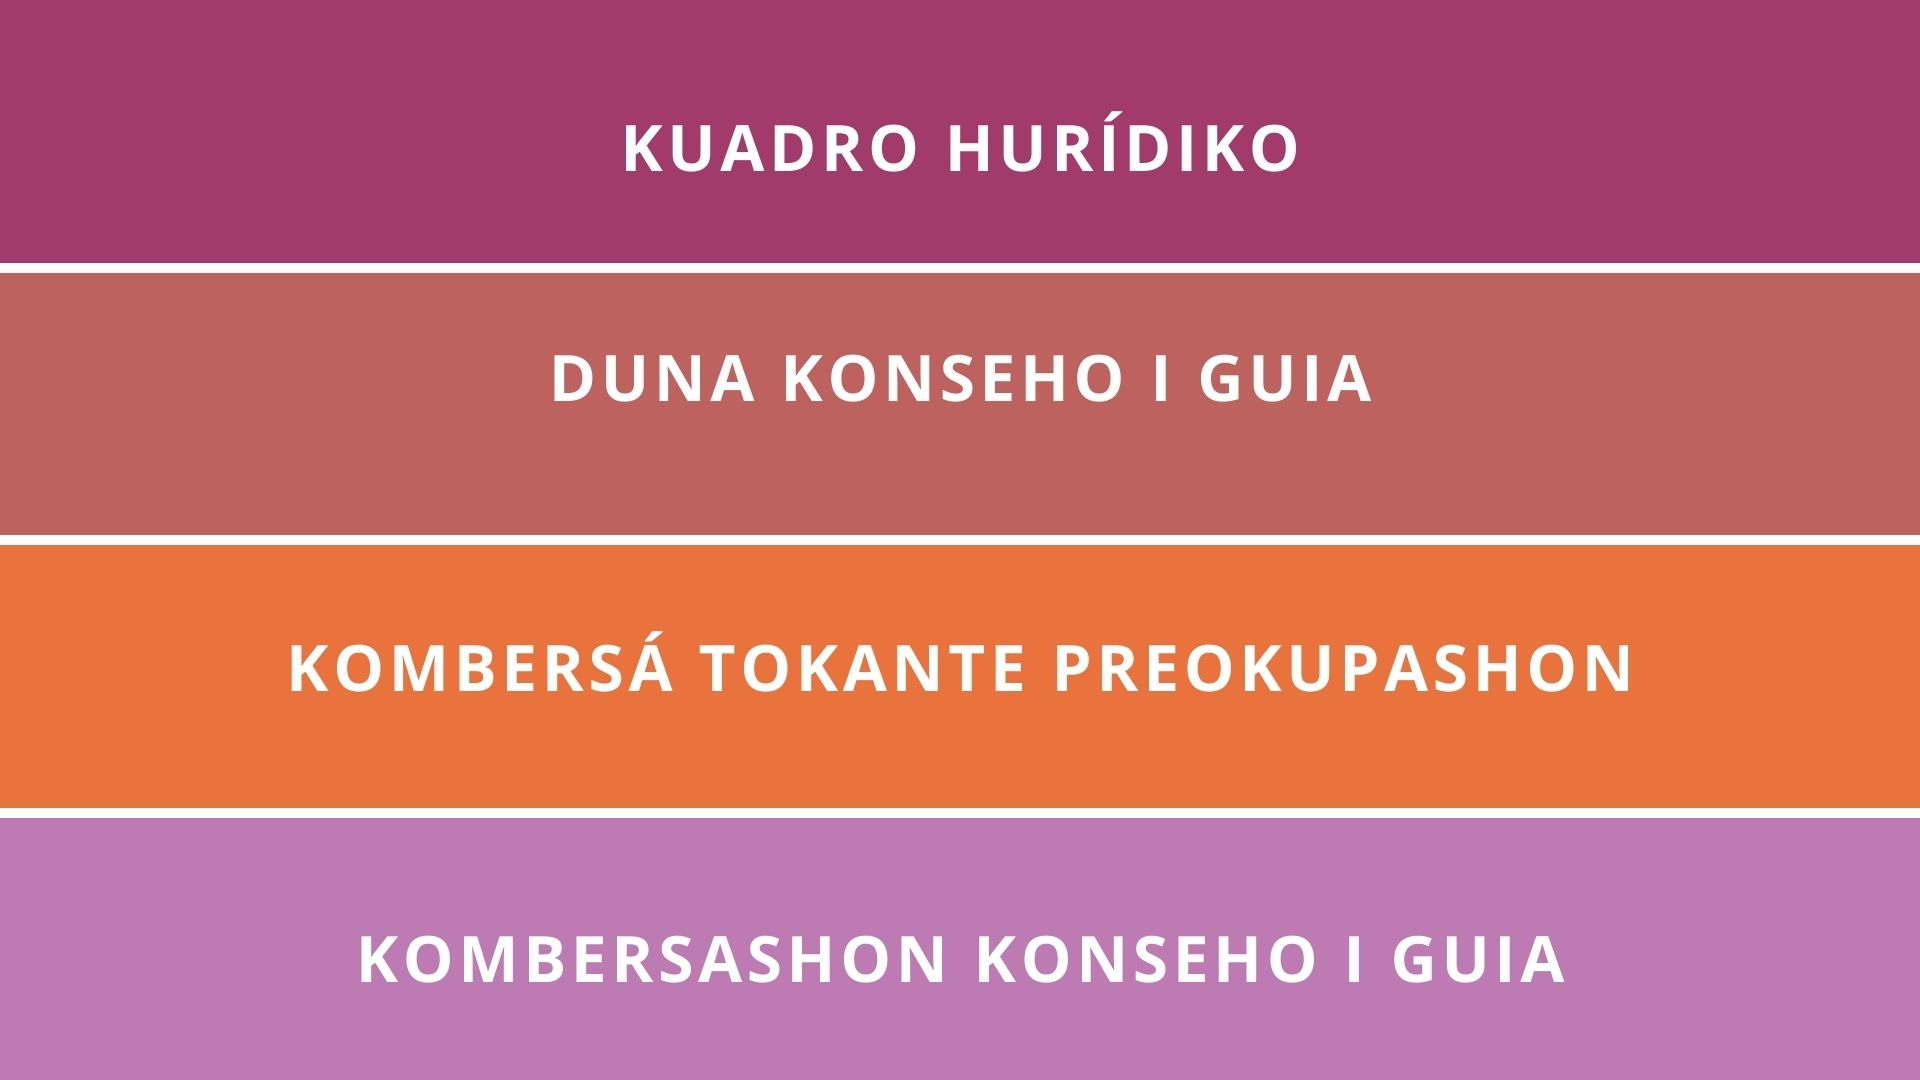 KUADRO HURÍDIKO
DUNA KONSEHO I GUIA
KOMBERSÁ TOKANTE PREOKUPASHON
KOMBERSASHON KONSEHO I GUIA